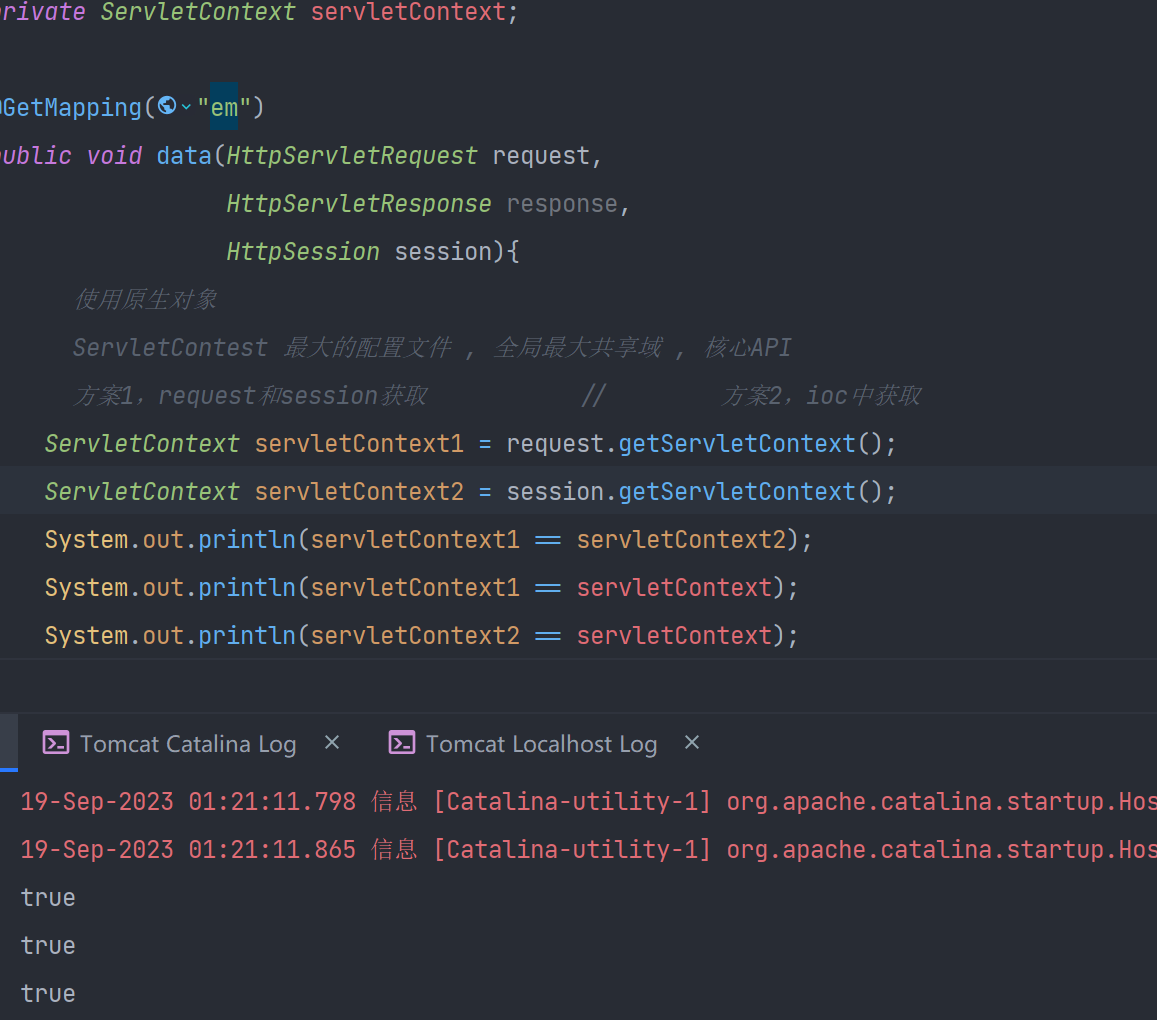 private ServletContext servletContext;
@GetMapping("em")
public void data(HttpServletRequest request,
HttpServletResponse response,
HttpSession session){
使用原生对象
ServletContest 最大的配置文件 , 全局最大共享域 , 核心API
方案1，request和session获取 // 方案2，ioc中获取
ServletContext servletContext1 = request.getServletContext();
ServletContext servletContext2 = session.getServletContext();
System.out.println(servletContext1 == servletContext2);
System.out.println(servletContext1 == servletContext);
System.out.println(servletContext2 == servletContext);
Tomcat Catalina Log × Tomcat Localhost Log ×
19-Sep-2023 01:21:11.798 信息 [Catalina-utility-1] org.apache.catalina.startup.Hos
19-Sep-2023 01:21:11.865 信息 [Catalina-utility-1] org.apache.catalina.startup.Hos
true
true
true